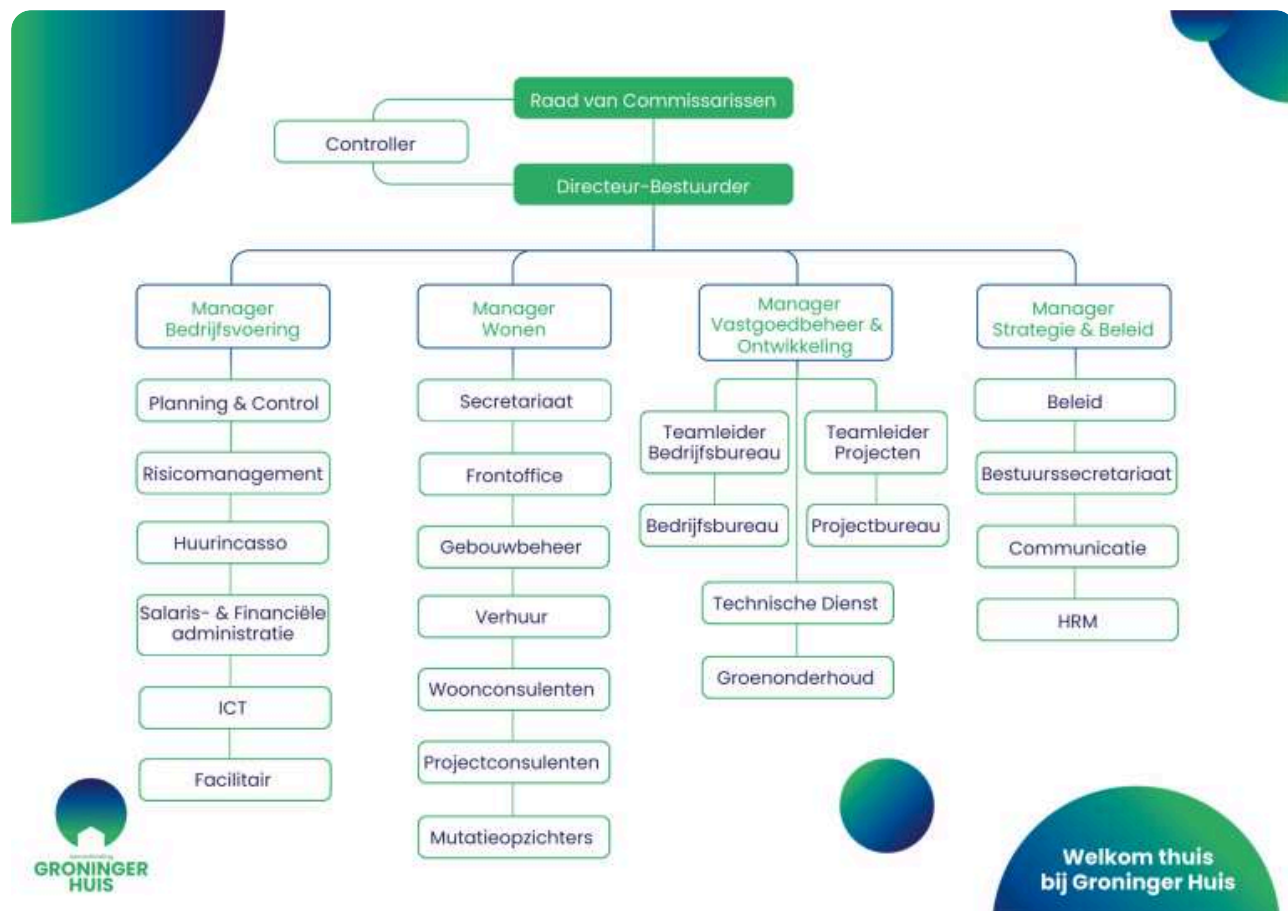 Raad van Commissarissen
Controller
Directeur-Bestuurder
Manager
Bedrijfsvoering
Manager
Wonen
Manager
Vastgoedbeheer &
Ontwikkeling
Manager
Strategie & Beleid
Planning & Control
Risicomanagement
Huurincasso
Salaris- & Financiële
administratie
ICT
Facilitair
Secretariaat
Frontoffice
Gebouwbeheer
Verhuur
Woonconsulenten
Projectconsulenten
Mutatieopzichters
Teamleider
Bedrijfsbureau
Bedrijfsbureau
Teamleider
Projecten
Projectbureau
Technische Dienst
Groenonderhoud
Beleid
Bestuurssecretariaat
Communicatie
HRM
GRONINGER
HUIS
Welkom thuis
bij Groninger Huis